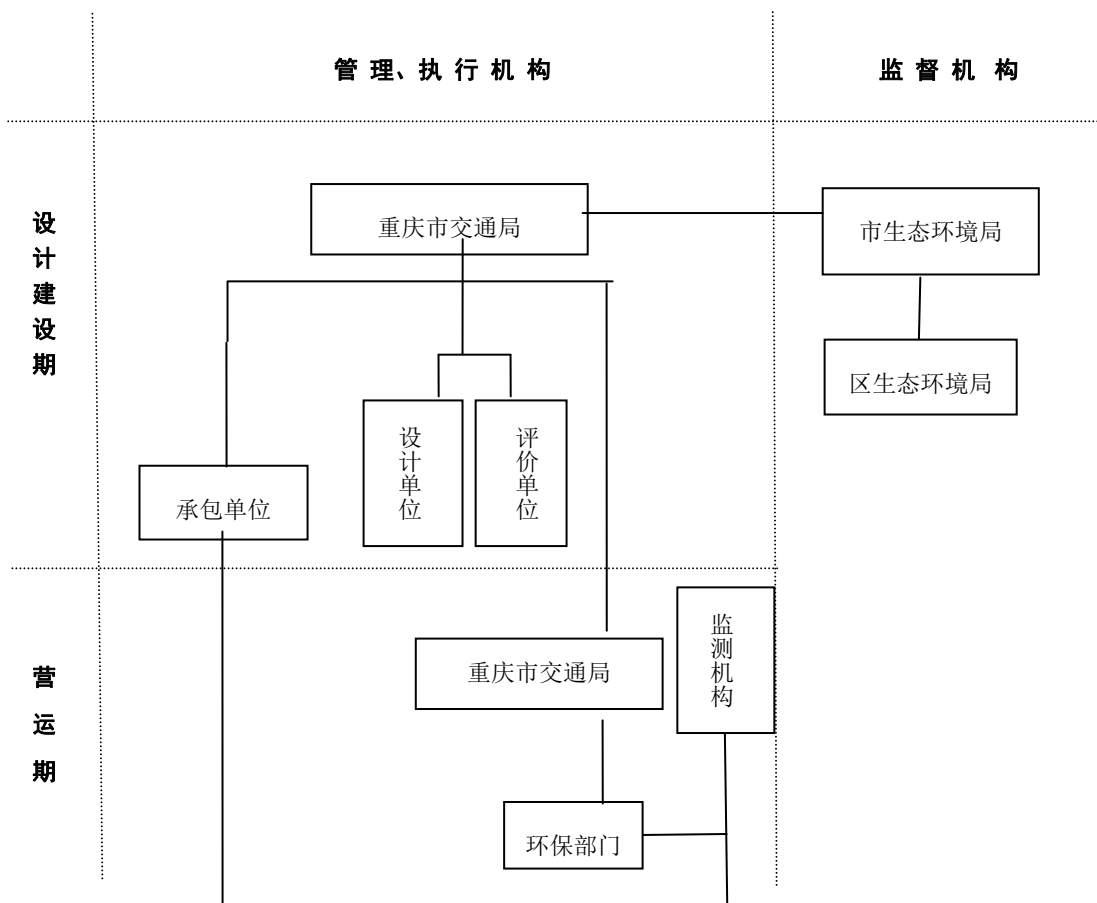 管 理、执 行 机 构
监 督 机 构
设计建设期
重庆市交通局
市生态环境局
区生态环境局
设计单位
评价单位
承包单位
营运期
重庆市交通局
监测机构
环保部门